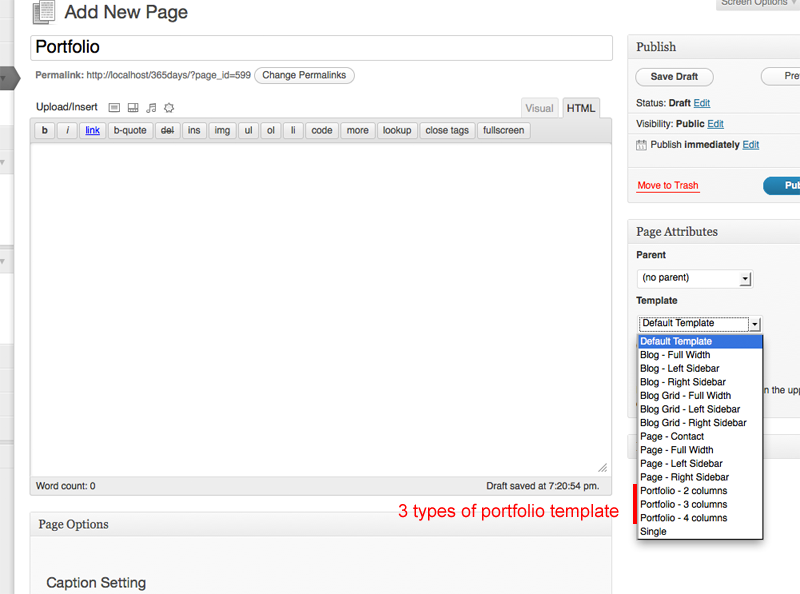 Screen Options
Add New Page
Portfolio
Permalink: http://localhost/365days/?page_id=599 Change Permalinks
Upload/Insert
Visual HTML
b i link b-quote del ins img ul ol li code more lookup close tags fullscreen
Word count: 0 Draft saved at 7:20:54 pm.
Page Options
Caption Setting
3 types of portfolio template
Publish
Save Draft Pre
Status: Draft Edit
Visibility: Public Edit
Publish immediately Edit
Move to Trash Pub
Page Attributes
Parent
(no parent)
Template
Default Template
Default Template
Blog - Full Width
Blog - Left Sidebar
Blog - Right Sidebar
n the upp
Blog Grid - Full Width
Blog Grid - Left Sidebar
Blog Grid - Right Sidebar
Page - Contact
Page - Full Width
Page - Left Sidebar
Page - Right Sidebar
Portfolio - 2 columns
Portfolio - 3 columns
Portfolio - 4 columns
Single